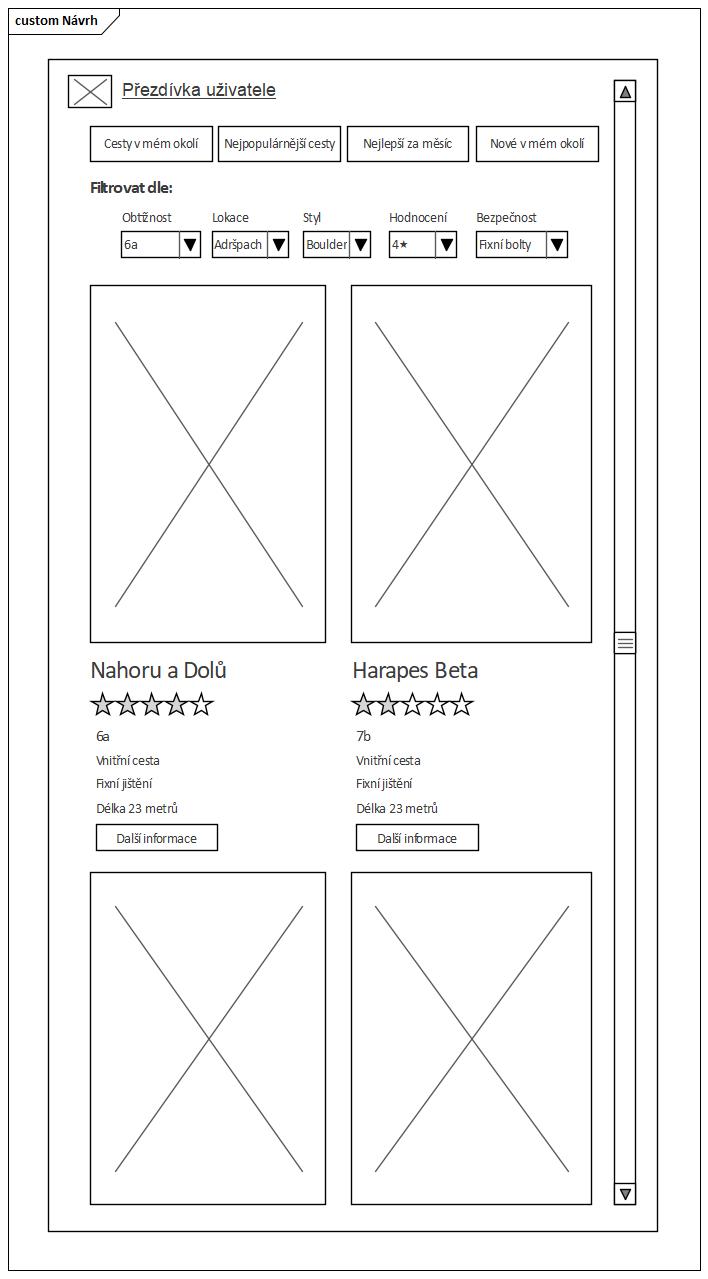 custom Návrh
Přezdívka uživatele
Cesty v mém okolí
Nejpopulárnější cesty
Nejlepší za měsíc
Nové v mém okolí
Filtrovat dle:
Obtížnost
Lokace
Styl
Hodnocení
Bezpečnost
6a
Adršpach
Boulder
4★
Fixní bolty
Nahoru a Dolů
6a
Vnitřní cesta
Fixní jištění
Délka 23 metrů
Další informace
Harapes Beta
7b
Vnitřní cesta
Fixní jištění
Délka 23 metrů
Další informace